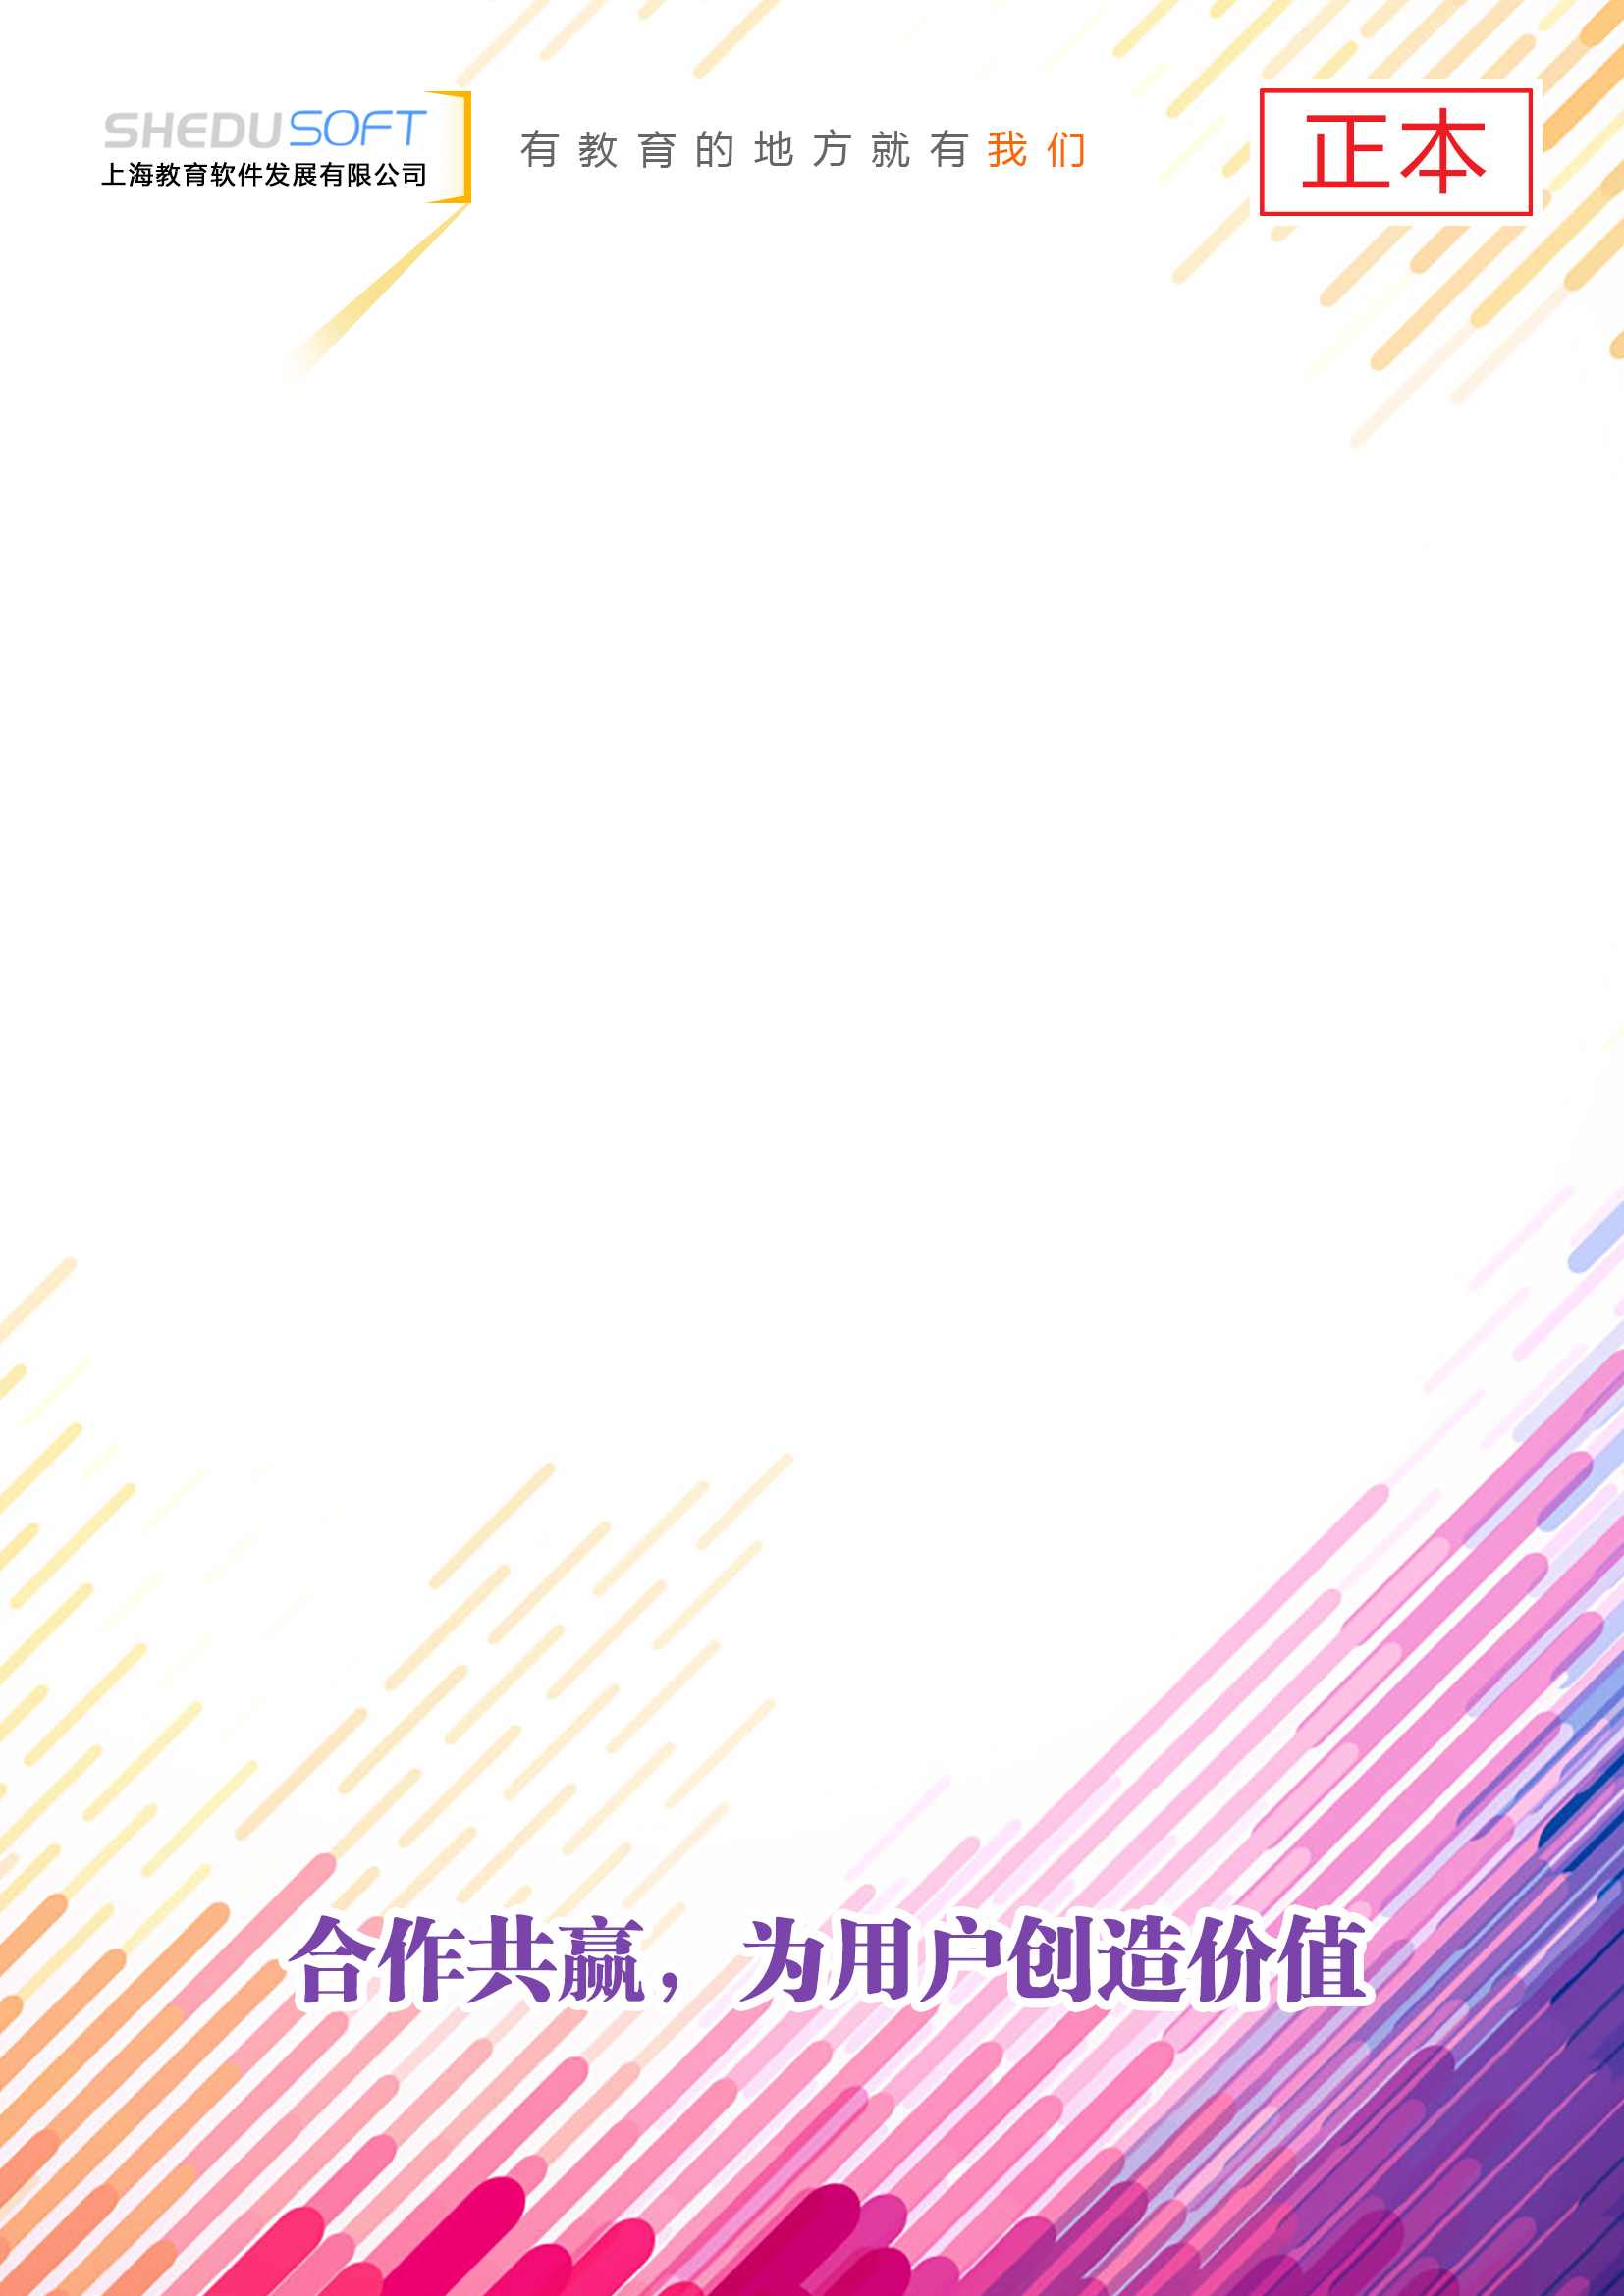 SHEDUSOFT
上海教育软件发展有限公司
有教育的地方就有我们
正本
合作共赢，为用户创造价值